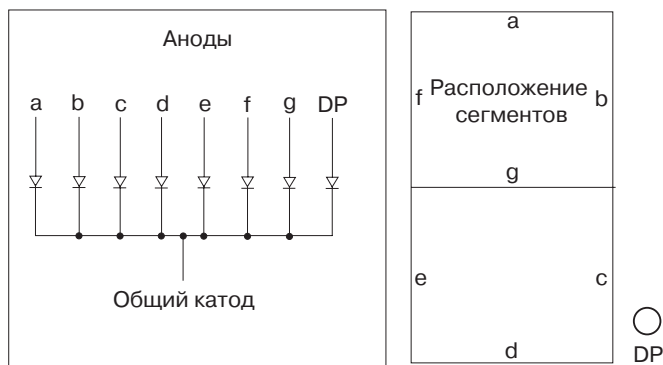 Аноды
a b c d e f g DP
Общий катод
a
f Расположение b
сегментов
g
e c
d
DP